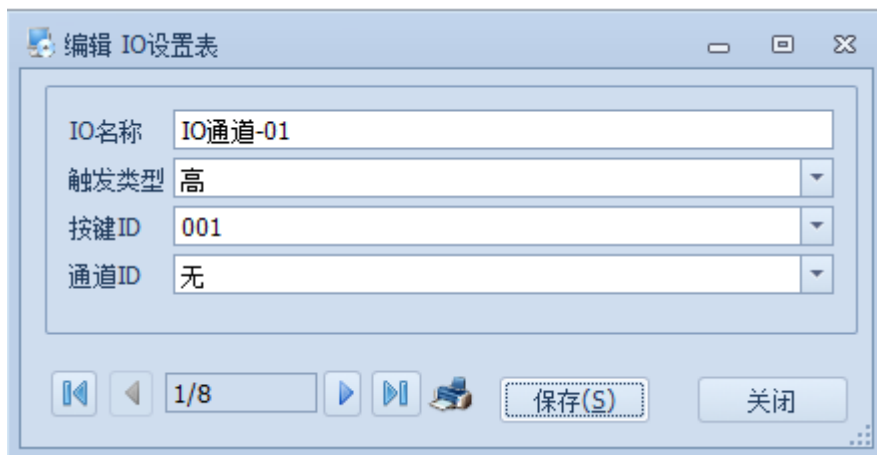 编辑 IO设置表
IO名称 IO通道-01
触发类型 高
按键ID 001
通道ID 无
1/8 保存(S) 关闭